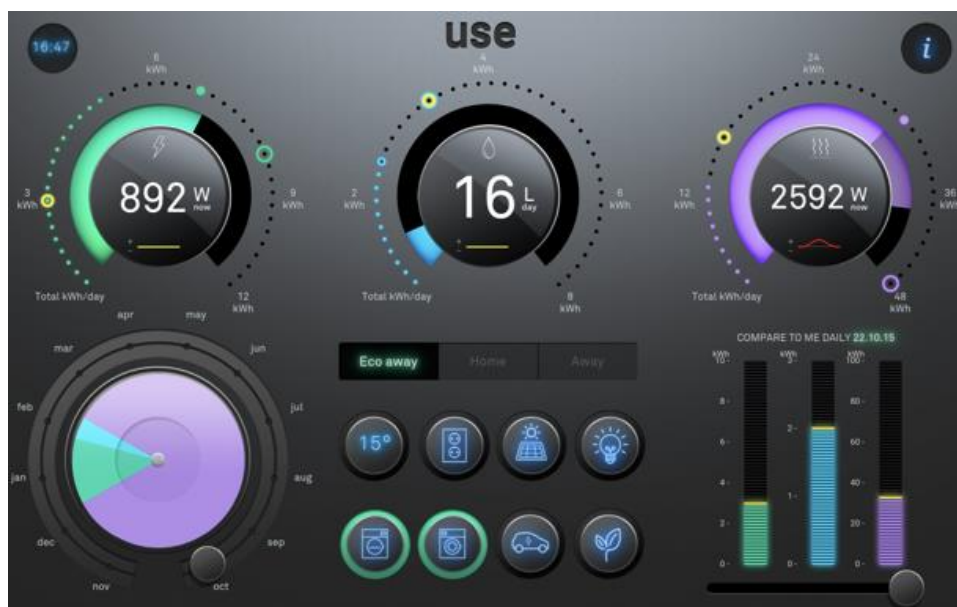 use
16:47
i
6
kWh
3
kWh
9
kWh
12
kWh
892 W
now
Total kWh/day
4
kWh
2
kWh
6
kWh
8
kWh
16 L
day
Total kWh/day
24
kWh
12
kWh
36
kWh
48
kWh
2592 W
now
Total kWh/day
jan
feb
mar
apr
may
jun
jul
aug
sep
oct
nov
dec
Eco away
Home
Away
15°
COMPARE TO ME DAILY 22.10.15
kWh
10-
8-
6-
4-
2-
0-
kWh
3-
2-
1-
0-
kWh
100-
80-
60-
40-
20-
0-